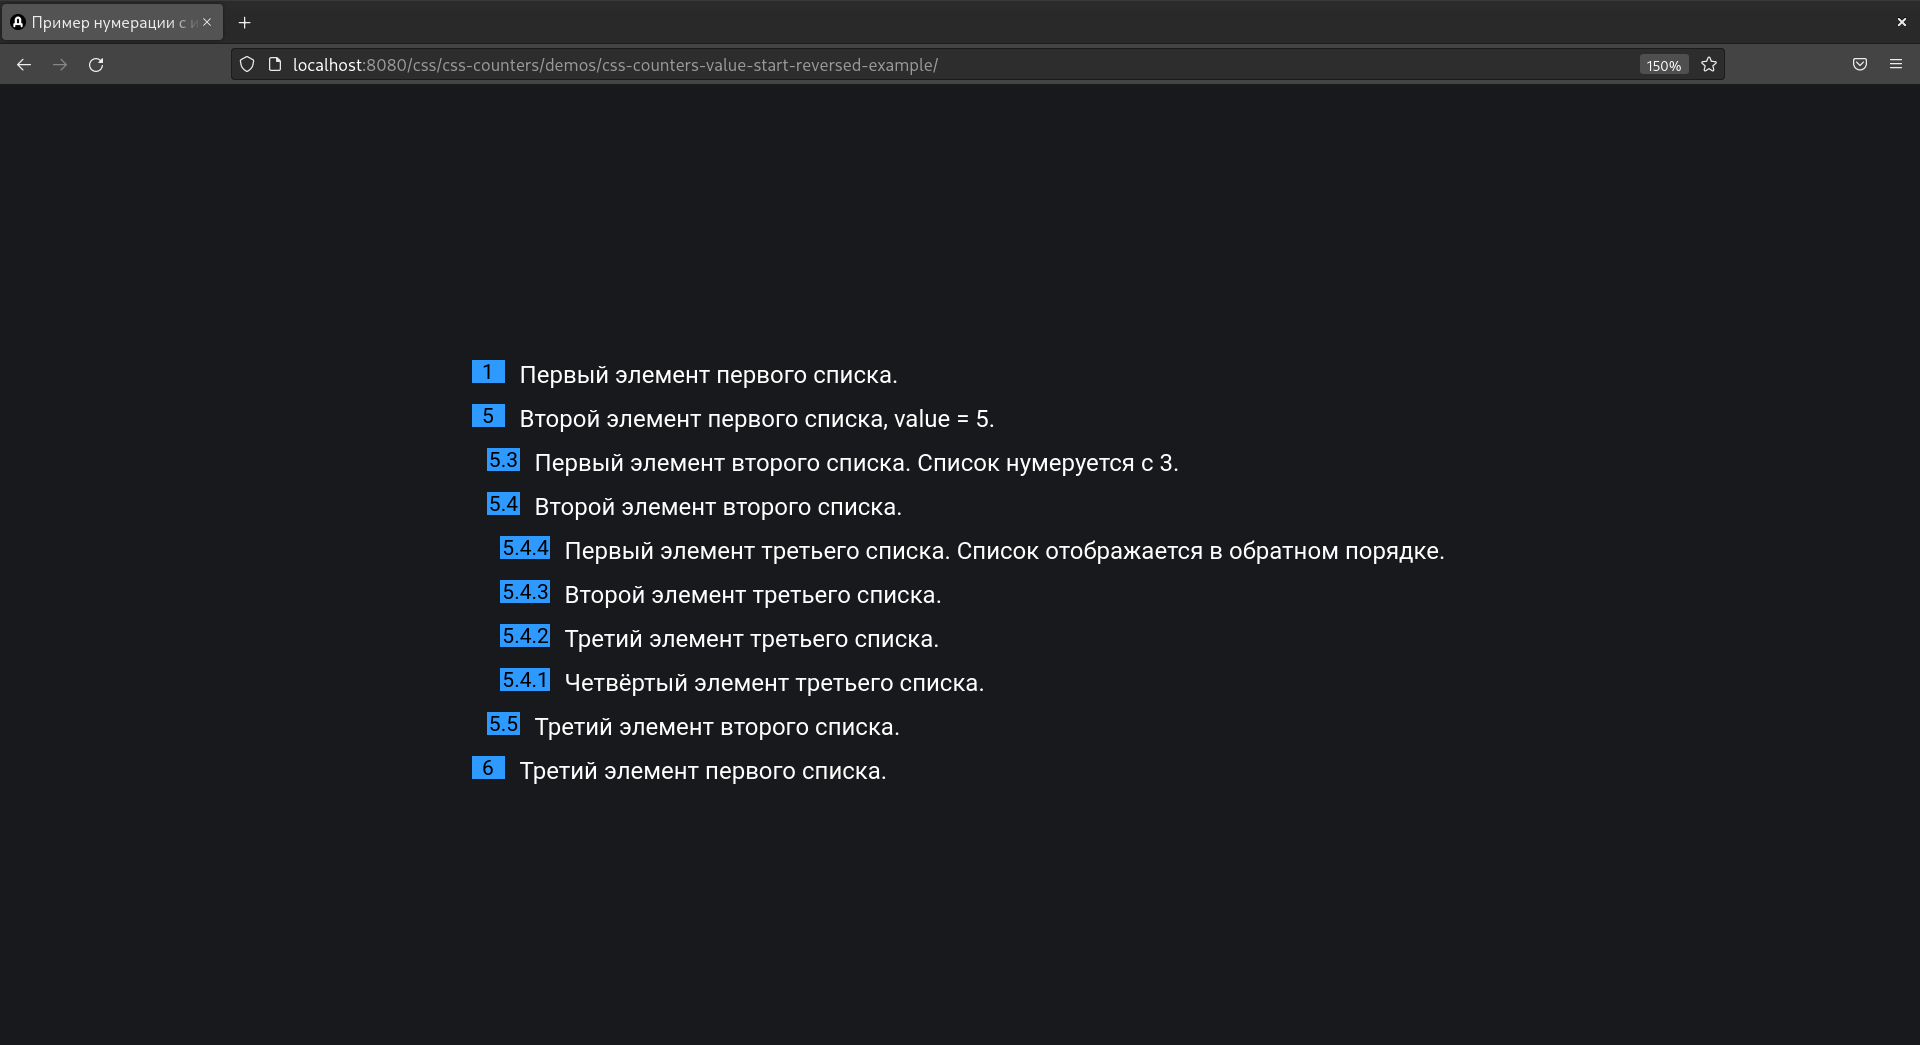 Пример нумерации с и
localhost:8080/css/css-counters/demos/css-counters-value-start-reversed-example/
150%
1 Первый элемент первого списка.
5 Второй элемент первого списка, value = 5.
5.3 Первый элемент второго списка. Список нумеруется с 3.
5.4 Второй элемент второго списка.
5.4.4 Первый элемент третьего списка. Список отображается в обратном порядке.
5.4.3 Второй элемент третьего списка.
5.4.2 Третий элемент третьего списка.
5.4.1 Четвёртый элемент третьего списка.
5.5 Третий элемент второго списка.
6 Третий элемент первого списка.